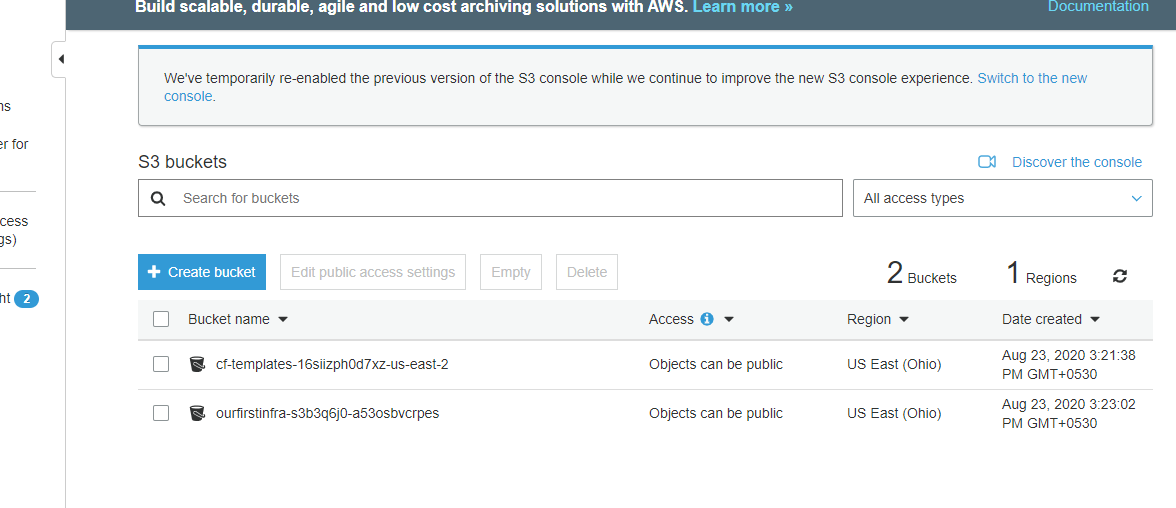 Build scalable, durable, agile and low cost archiving solutions with AWS. Learn more »
Documentation
We've temporarily re-enabled the previous version of the S3 console while we continue to improve the new S3 console experience. Switch to the new
console.
ns
er for
cess
gs)
ht 2
S3 buckets
Discover the console
Search for buckets
All access types
+ Create bucket
Edit public access settings
Empty
Delete
2 Buckets
1 Regions
Bucket name
Access
Region
Date created
cf-templates-16siizph0d7xz-us-east-2
Objects can be public
US East (Ohio)
Aug 23, 2020 3:21:38
PM GMT+0530
ourfirstinfra-s3b3q6j0-a53osbvcrpes
Objects can be public
US East (Ohio)
Aug 23, 2020 3:23:02
PM GMT+0530